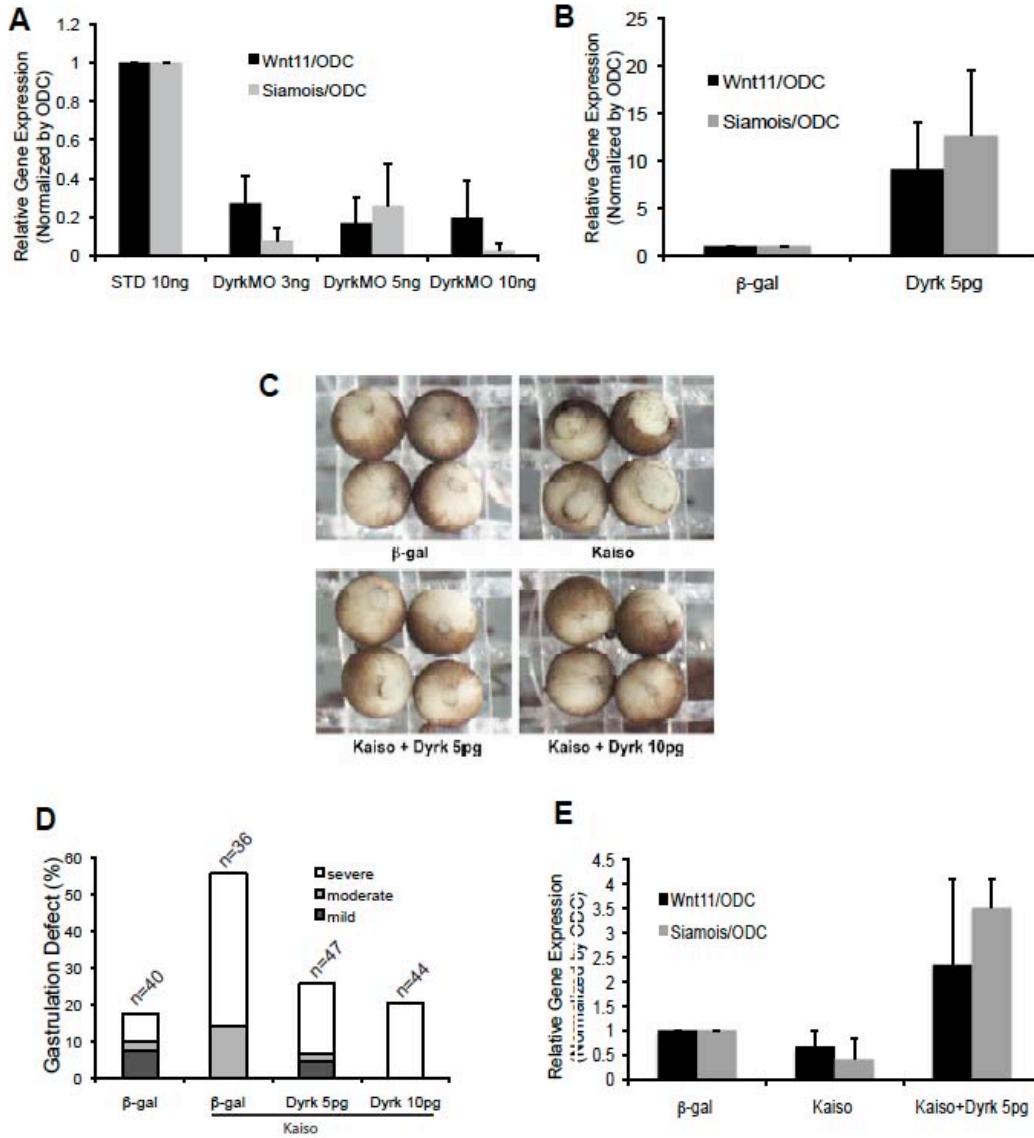 A
Relative Gene Expression
(Normalized by ODC)
1.2
1
0.8
0.6
0.4
0.2
0
Wnt11/ODC
Siamois/ODC
STD 10ng
DyrkMO 3ng
DyrkMO 5ng
DyrkMO 10ng
B
Relative Gene Expression
(Normalized by ODC)
25
20
15
10
5
0
Wnt11/ODC
Siamois/ODC
β-gal
Dyrk 5pg
C
β-gal
Kaiso
Kaiso + Dyrk 5pg
Kaiso + Dyrk 10pg
D
Gastrulation Defect (%)
60
50
40
30
20
10
0
n=40
n=36
n=47
n=44
severe
moderate
mild
β-gal
β-gal
Dyrk 5pg
Dyrk 10pg
Kaiso
E
Relative Gene Expression
(Normalized by ODC)
4.5
4
3.5
3
2.5
2
1.5
1
0.5
0
Wnt11/ODC
Siamois/ODC
β-gal
Kaiso
Kaiso+Dyrk 5pg